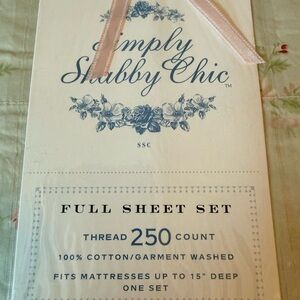 Simply
Shabby Chic™
SSC
FULL SHEET SET
THREAD 250 COUNT
100% COTTON/GARMENT WASHED
FITS MATTRESSES UP TO 15" DEEP
ONE SET